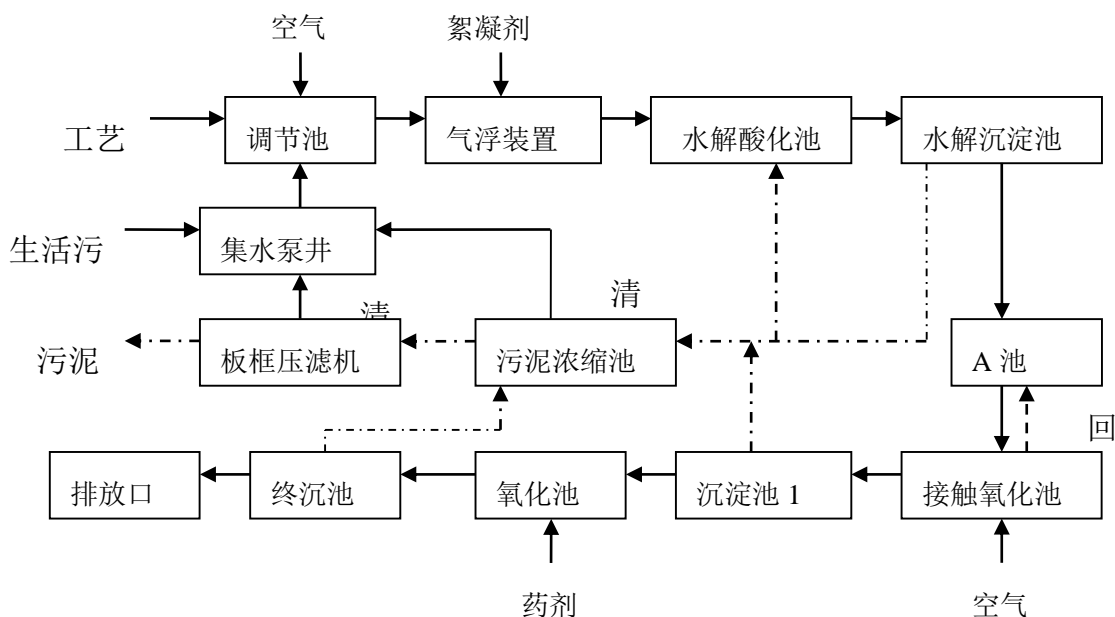 空气
絮凝剂
工艺
调节池
气浮装置
水解酸化池
水解沉淀池
生活污
集水泵井
清
清
污泥
板框压滤机
污泥浓缩池
A 池
回
排放口
终沉池
氧化池
沉淀池 1
接触氧化池
药剂
空气